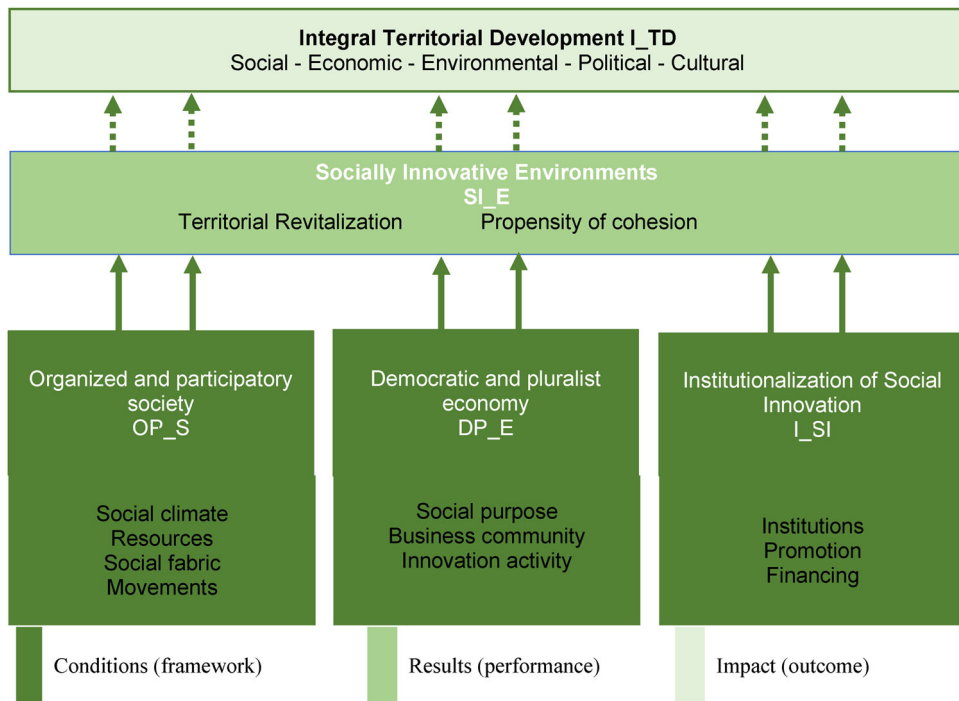 Integral Territorial Development I_TD
Social - Economic - Environmental - Political - Cultural
Socially Innovative Environments
SI_E
Territorial Revitalization Propensity of cohesion
Organized and participatory
society
OP_S
Social climate
Resources
Social fabric
Movements
Democratic and pluralist
economy
DP_E
Social purpose
Business community
Innovation activity
Institutionalization of Social
Innovation
I_SI
Institutions
Promotion
Financing
Conditions (framework)
Results (performance)
Impact (outcome)